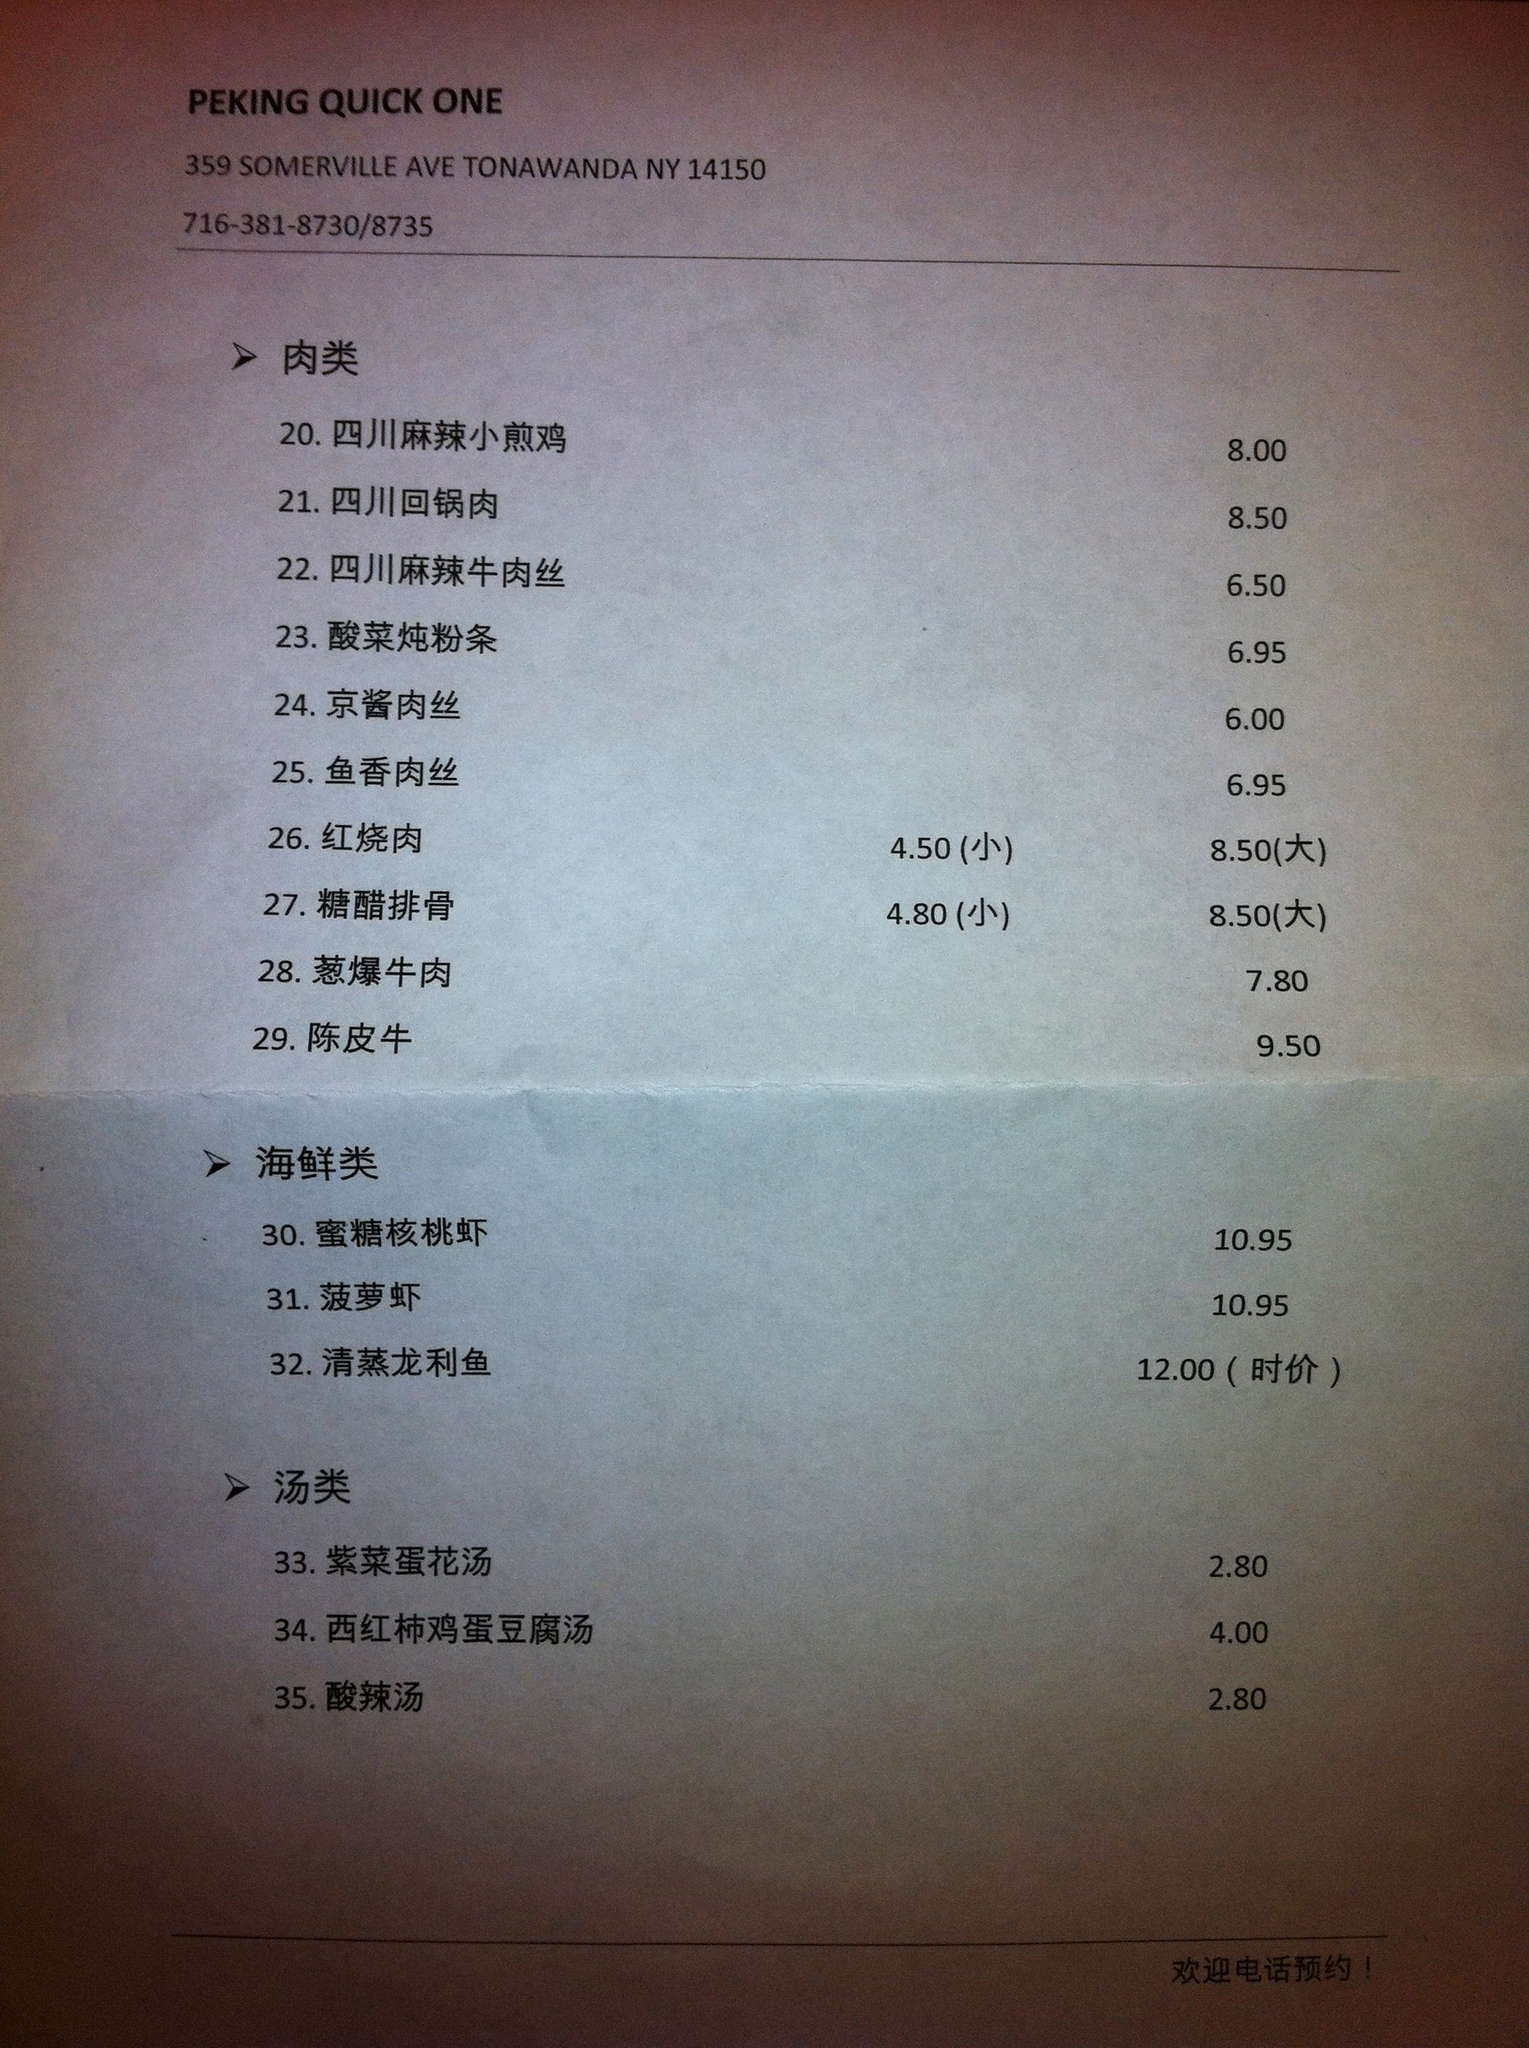 PEKING QUICK ONE
359 SOMERVILLE AVE TONAWANDA NY 14150
716-381-8730/8735
➢ 肉类
20. 四川麻辣小煎鸡 8.00
21. 四川回锅肉 8.50
22. 四川麻辣牛肉丝 6.50
23. 酸菜炖粉条 6.95
24. 京酱肉丝 6.00
25. 鱼香肉丝 6.95
26. 红烧肉 4.50 (小) 8.50(大)
27. 糖醋排骨 4.80 (小) 8.50(大)
28. 葱爆牛肉 7.80
29. 陈皮牛 9.50
➢ 海鲜类
30. 蜜糖核桃虾 10.95
31. 菠萝虾 10.95
32. 清蒸龙利鱼 12.00（时价）
➢ 汤类
33. 紫菜蛋花汤 2.80
34. 西红柿鸡蛋豆腐汤 4.00
35. 酸辣汤 2.80
欢迎电话预约！